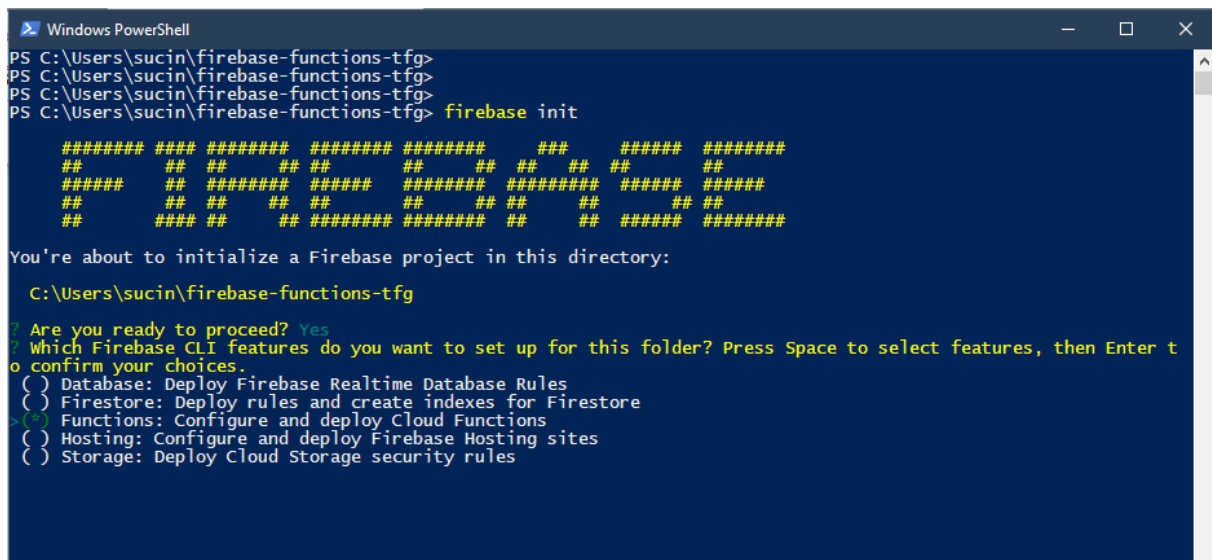 Windows PowerShell
PS C:\Users\sucin\firebase-functions-tfg>
PS C:\Users\sucin\firebase-functions-tfg>
PS C:\Users\sucin\firebase-functions-tfg>
PS C:\Users\sucin\firebase-functions-tfg> firebase init
FIREBASE
You're about to initialize a Firebase project in this directory:
C:\Users\sucin\firebase-functions-tfg
? Are you ready to proceed? Yes
? Which Firebase CLI features do you want to set up for this folder? Press Space to select features, then Enter t
o confirm your choices.
( ) Database: Deploy Firebase Realtime Database Rules
( ) Firestore: Deploy rules and create indexes for Firestore
>(*) Functions: Configure and deploy Cloud Functions
( ) Hosting: Configure and deploy Firebase Hosting sites
( ) Storage: Deploy Cloud Storage security rules